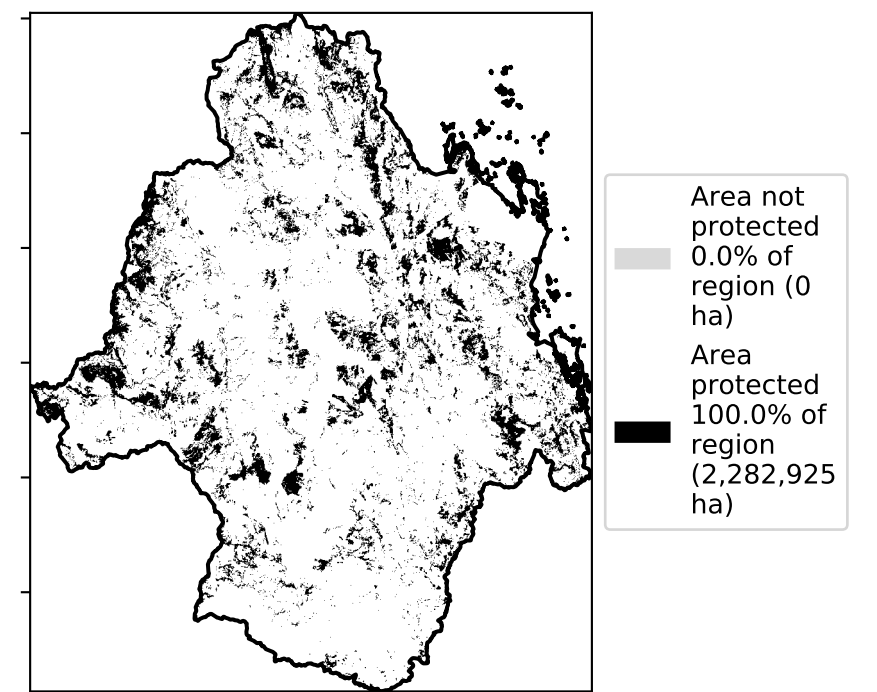 Area not
protected
0.0% of
region (0
ha)
Area
protected
100.0% of
region
(2,282,925
ha)